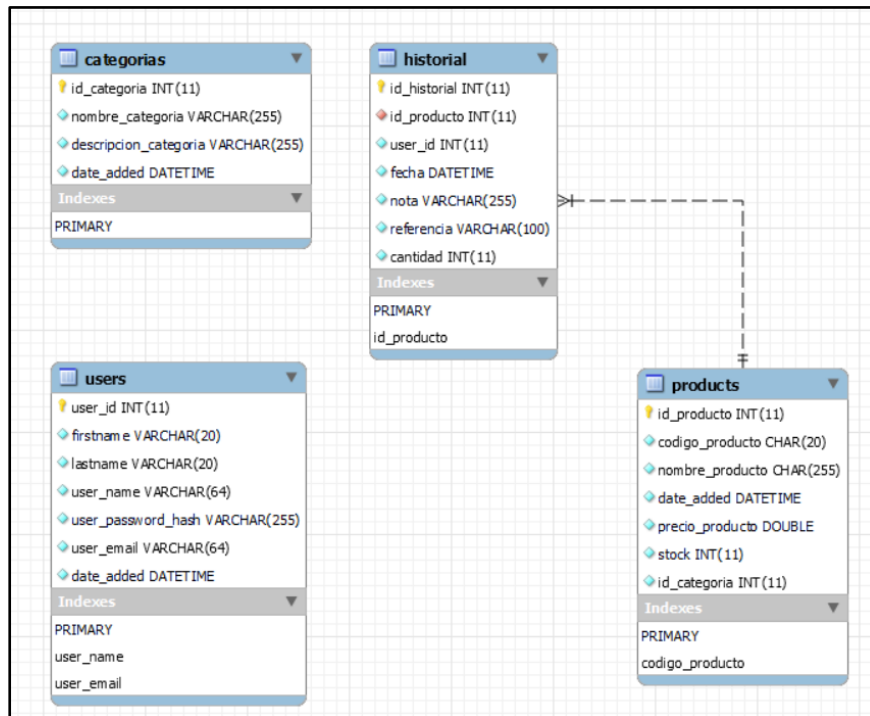 categorias
id_categoria INT(11)
nombre_categoria VARCHAR(255)
descripcion_categoria VARCHAR(255)
date_added DATETIME
Indexes
PRIMARY
historial
id_historial INT(11)
id_producto INT(11)
user_id INT(11)
fecha DATETIME
nota VARCHAR(255)
referencia VARCHAR(100)
cantidad INT(11)
Indexes
PRIMARY
id_producto
users
user_id INT(11)
firstname VARCHAR(20)
lastname VARCHAR(20)
user_name VARCHAR(64)
user_password_hash VARCHAR(255)
user_email VARCHAR(64)
date_added DATETIME
Indexes
PRIMARY
user_name
user_email
products
id_producto INT(11)
codigo_producto CHAR(20)
nombre_producto CHAR(255)
date_added DATETIME
precio_producto DOUBLE
stock INT(11)
id_categoria INT(11)
Indexes
PRIMARY
codigo_producto